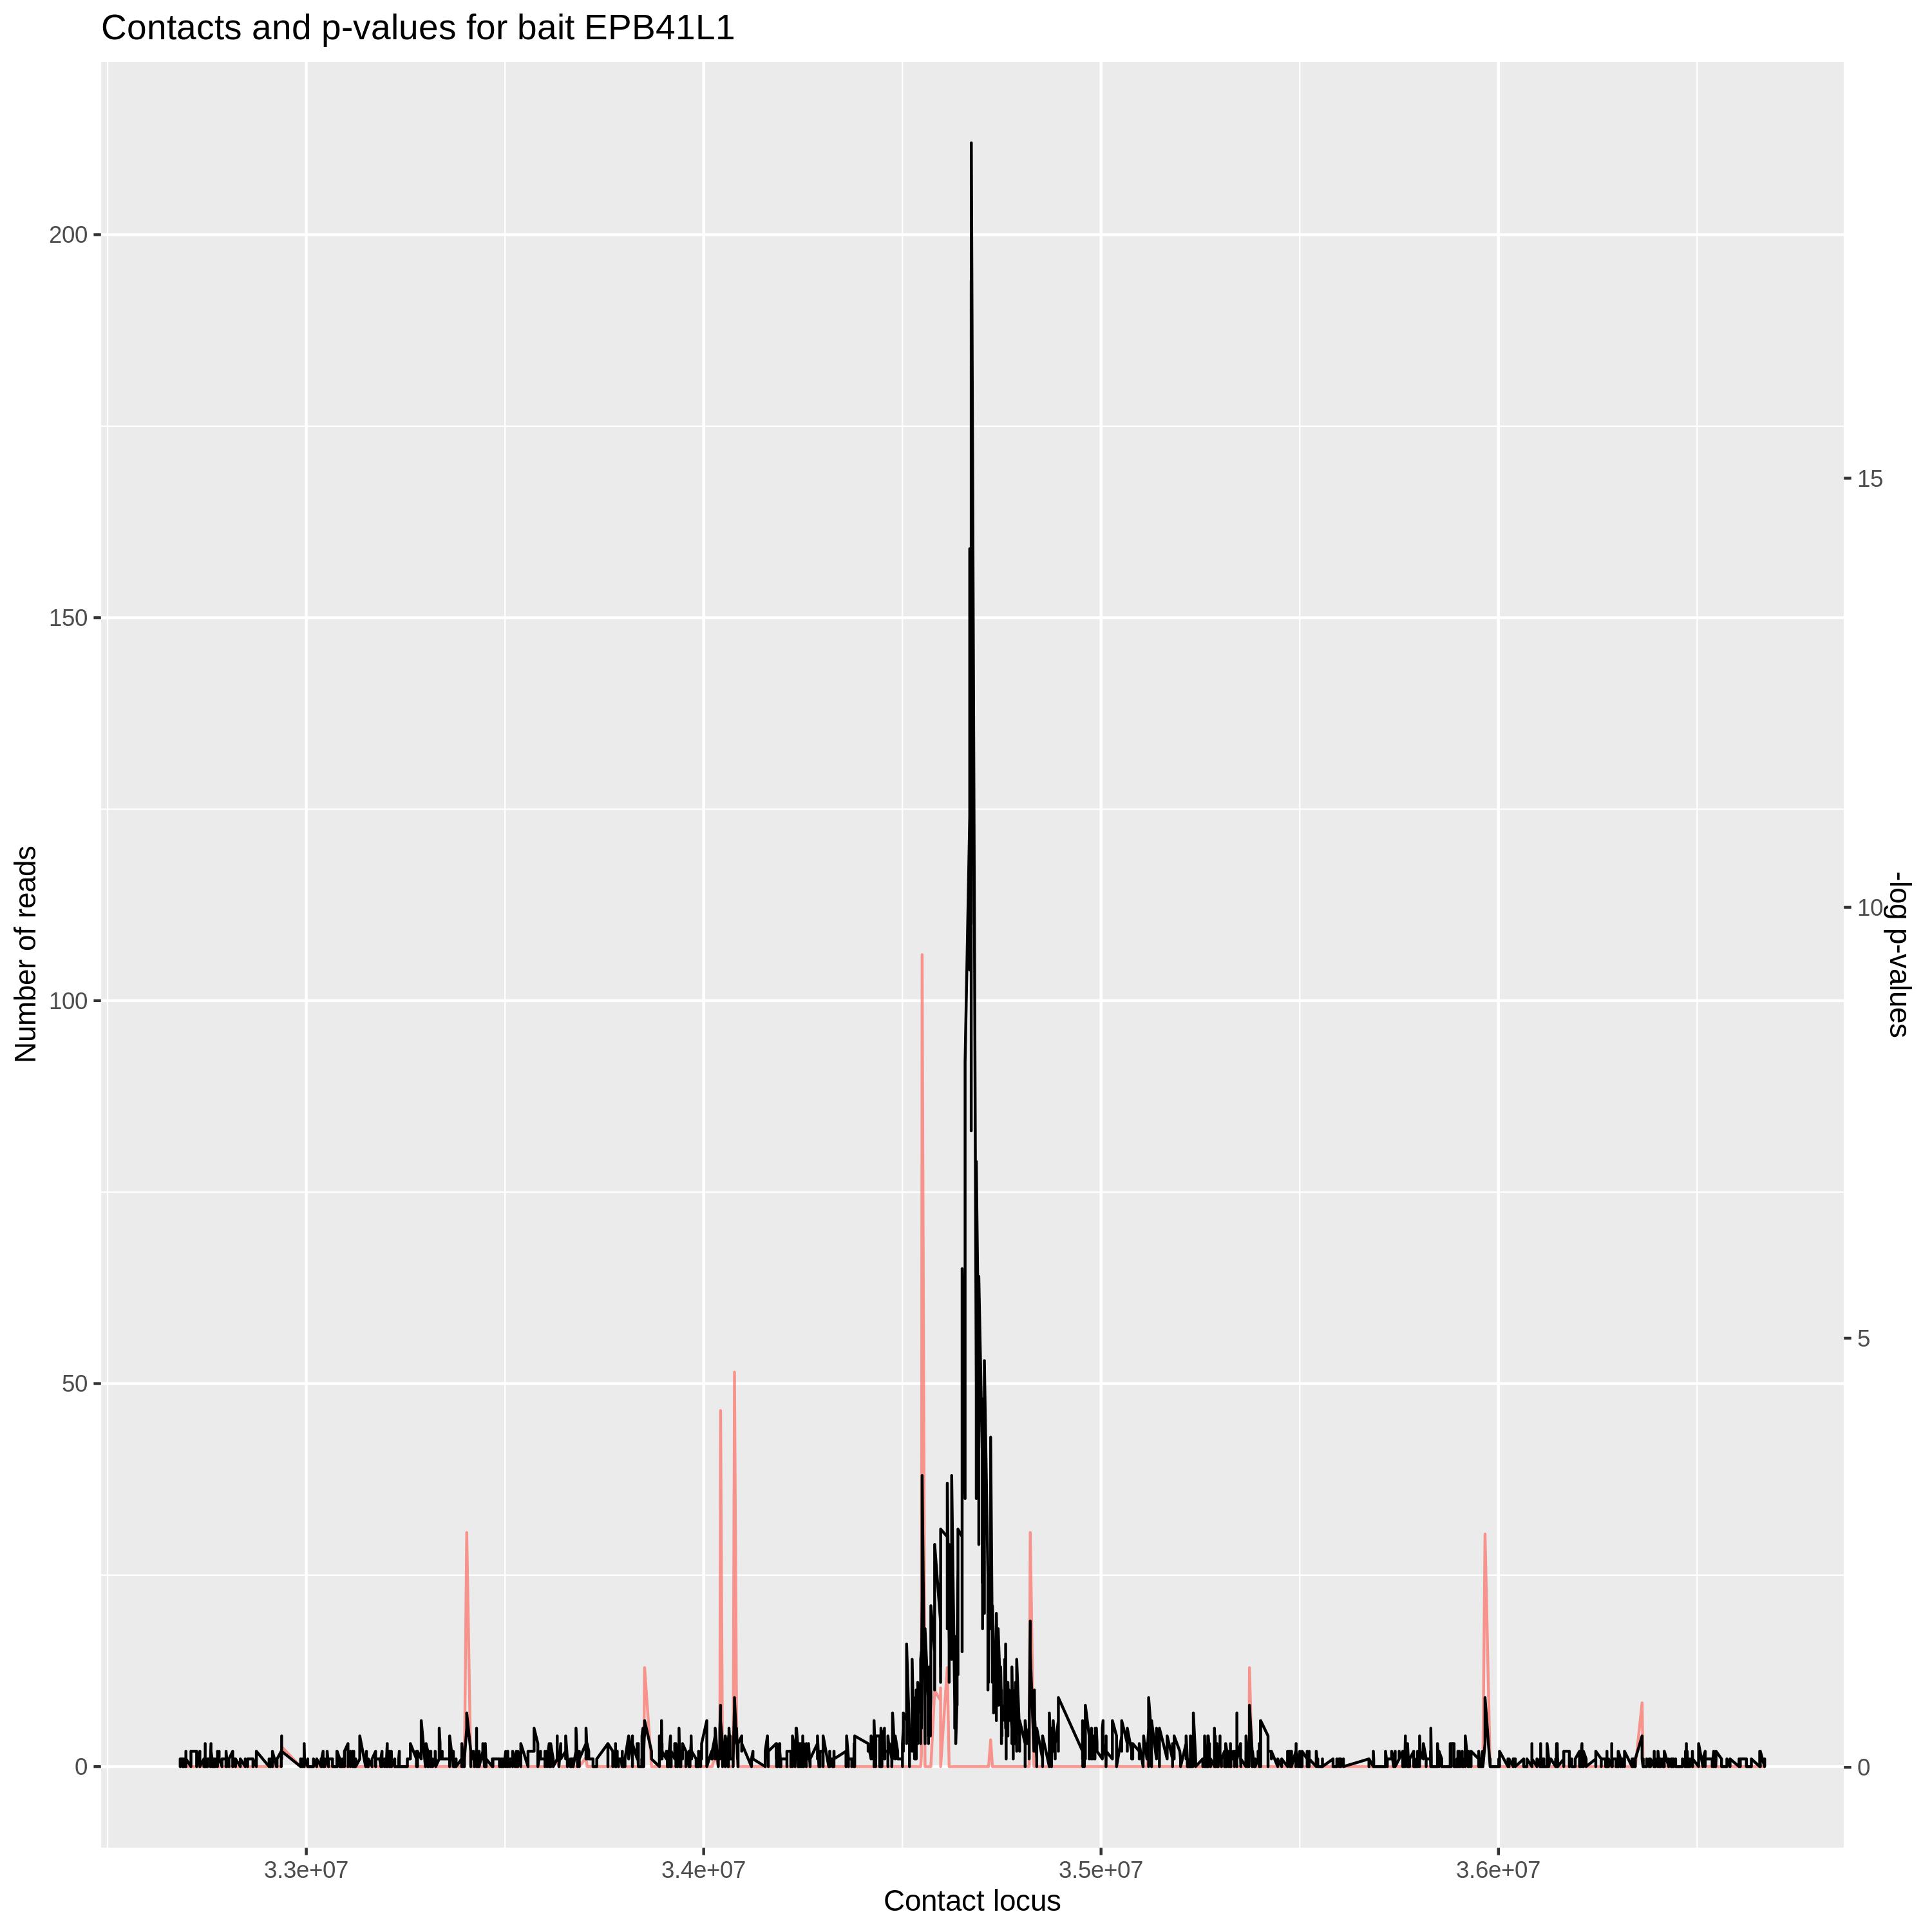 Contacts and p-values for bait EPB41L1
200
150
100
50
0
15
10
5
0
Number of reads
-log p-values
3.3e+07
3.4e+07
3.5e+07
3.6e+07
Contact locus